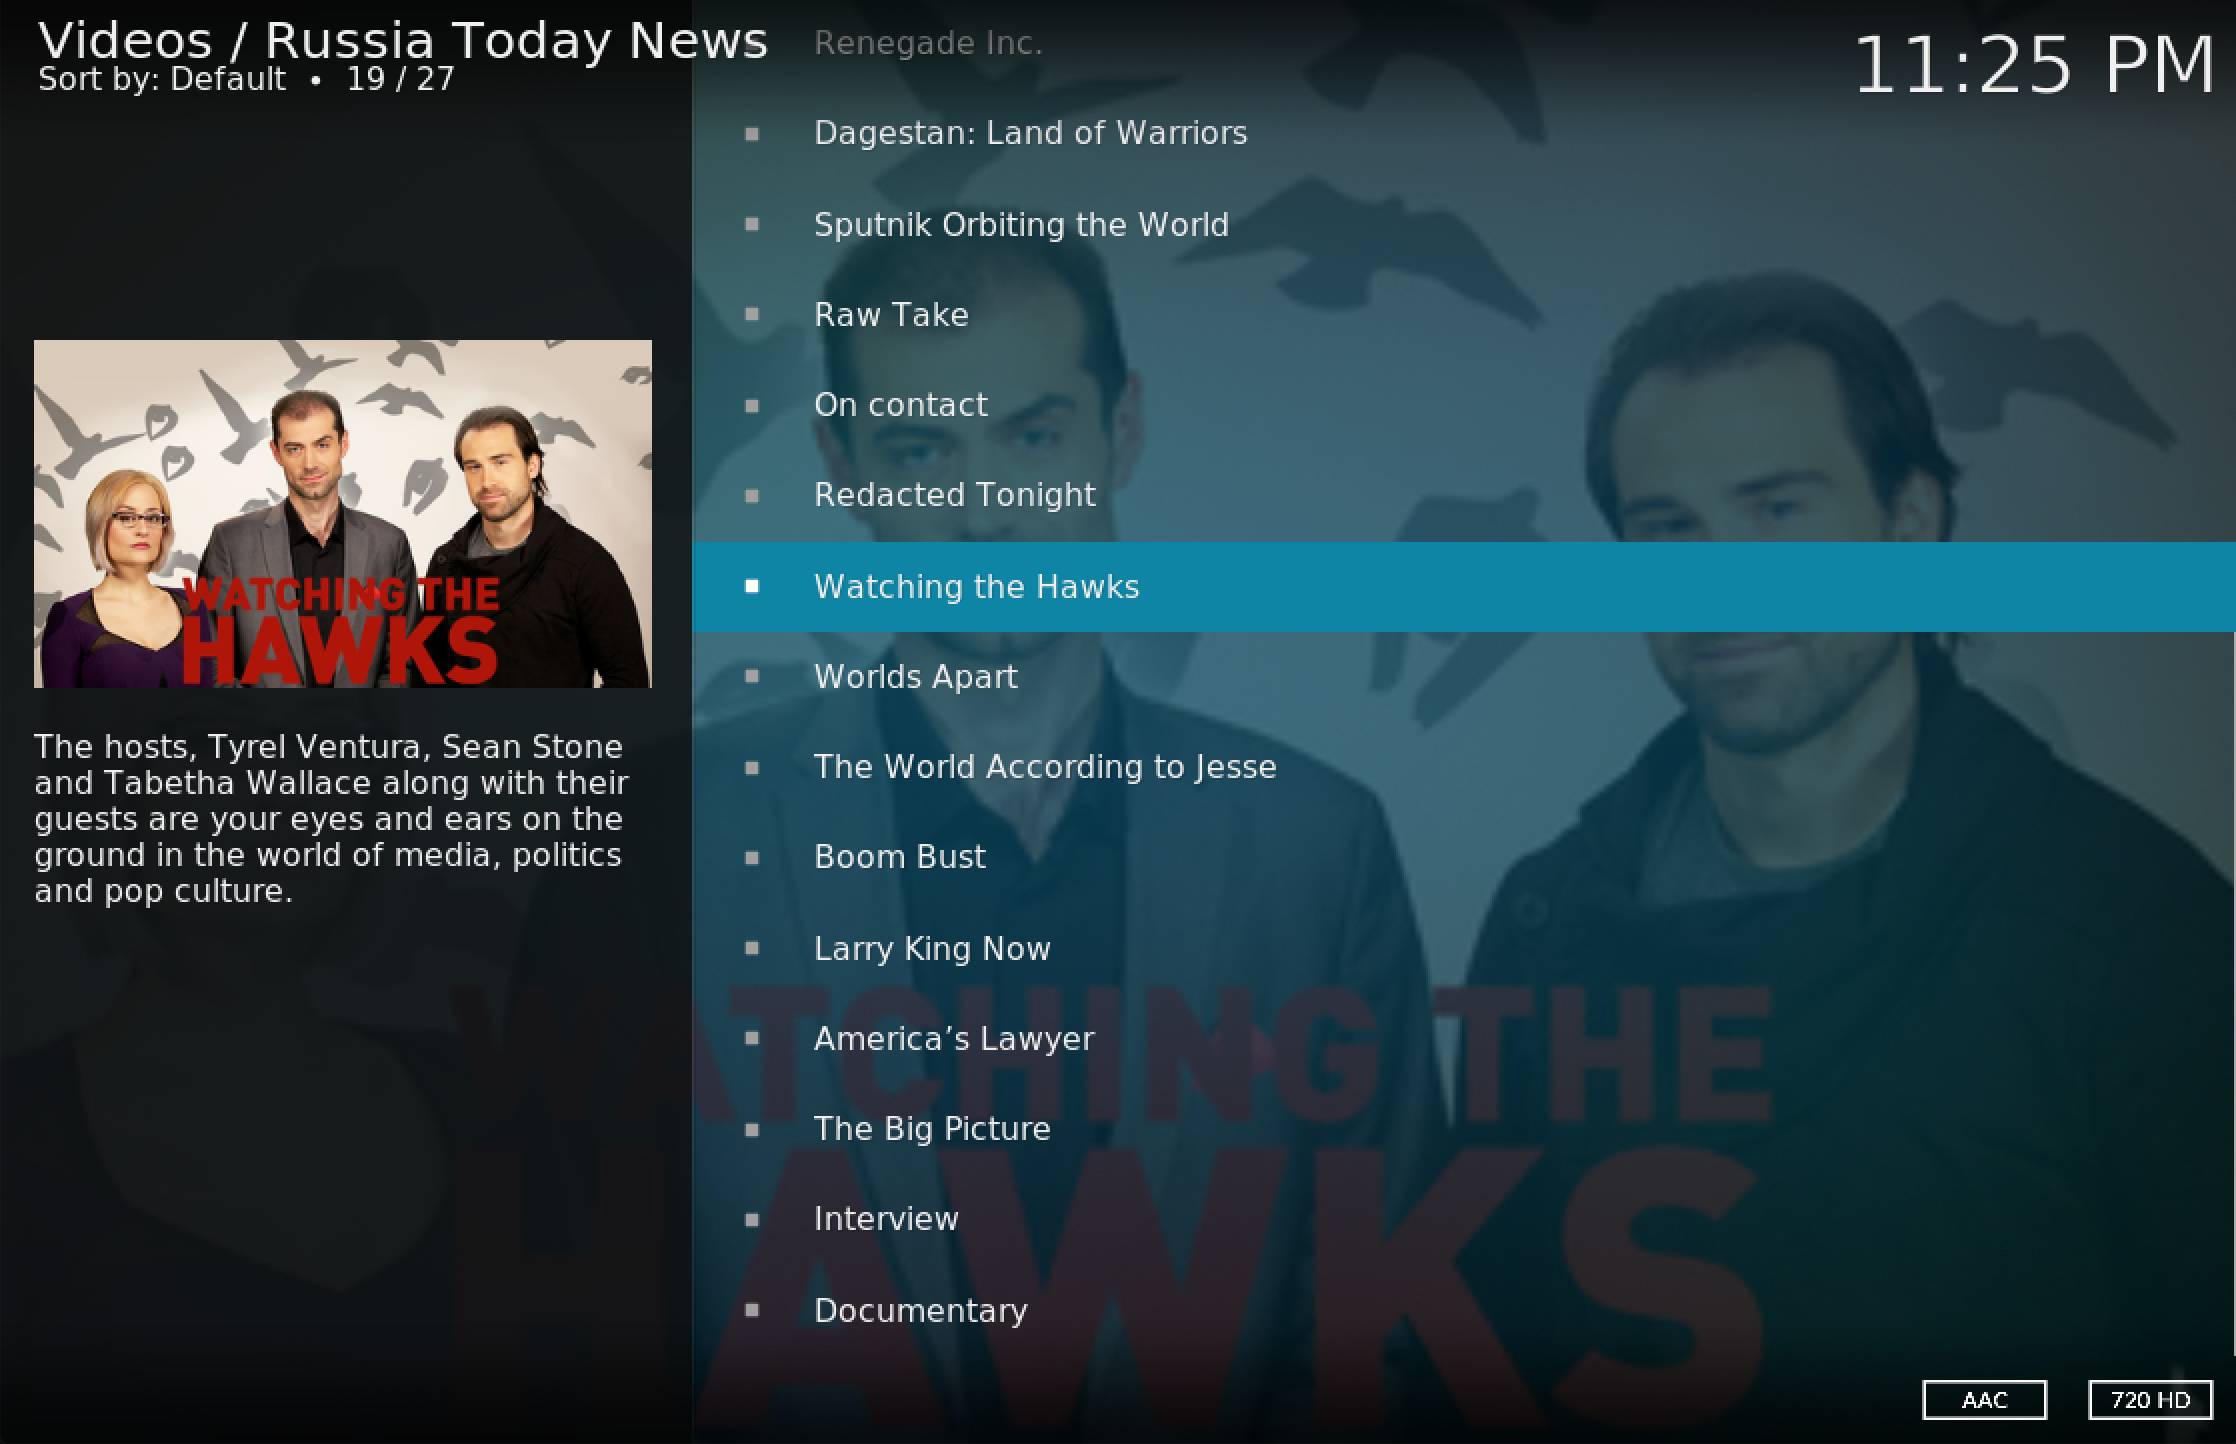 Videos / Russia Today News
Sort by: Default • 19 / 27
11:25 PM
Renegade Inc.
Dagestan: Land of Warriors
Sputnik Orbiting the World
Raw Take
On contact
Redacted Tonight
Watching the Hawks
Worlds Apart
The World According to Jesse
Boom Bust
Larry King Now
America’s Lawyer
The Big Picture
Interview
Documentary
WATCHING THE
HAWKS
The hosts, Tyrel Ventura, Sean Stone
and Tabetha Wallace along with their
guests are your eyes and ears on the
ground in the world of media, politics
and pop culture.
WATCHING THE
HAWKS
AAC
720 HD